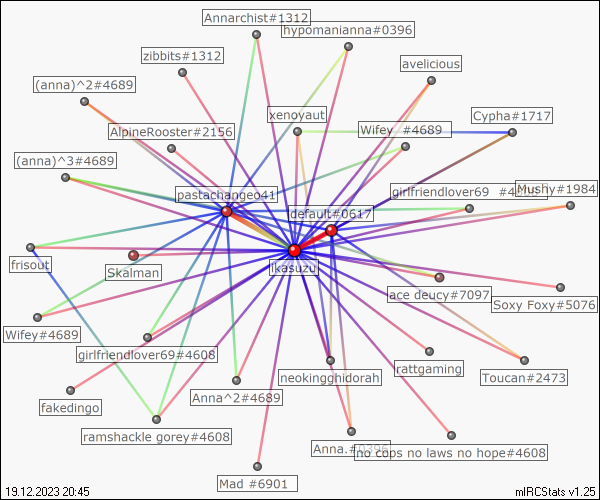 Annarchist#1312
hypomanianna#0396
zibbits#1312
avelicious
(anna)^2#4689
xenoyaut
Cypha#1717
AlpineRooster#2156
Wifey #4689
(anna)^3#4689
pastachangeo41
girlfriendlover69
Mushy#1984
default#0617
frisout
Skalman
Ikasuzu
ace deucy#7097
Soxy Foxy#5076
Wifey#4689
girlfriendlover69#4608
neokingghidorah
rattgaming
Toucan#2473
fakedingo
Anna^2#4689
ramshackle gorey#4608
Anna.#0396
no cops no laws no hope#4608
Mad #6901
19.12.2023 20:45
mIRCStats v1.25